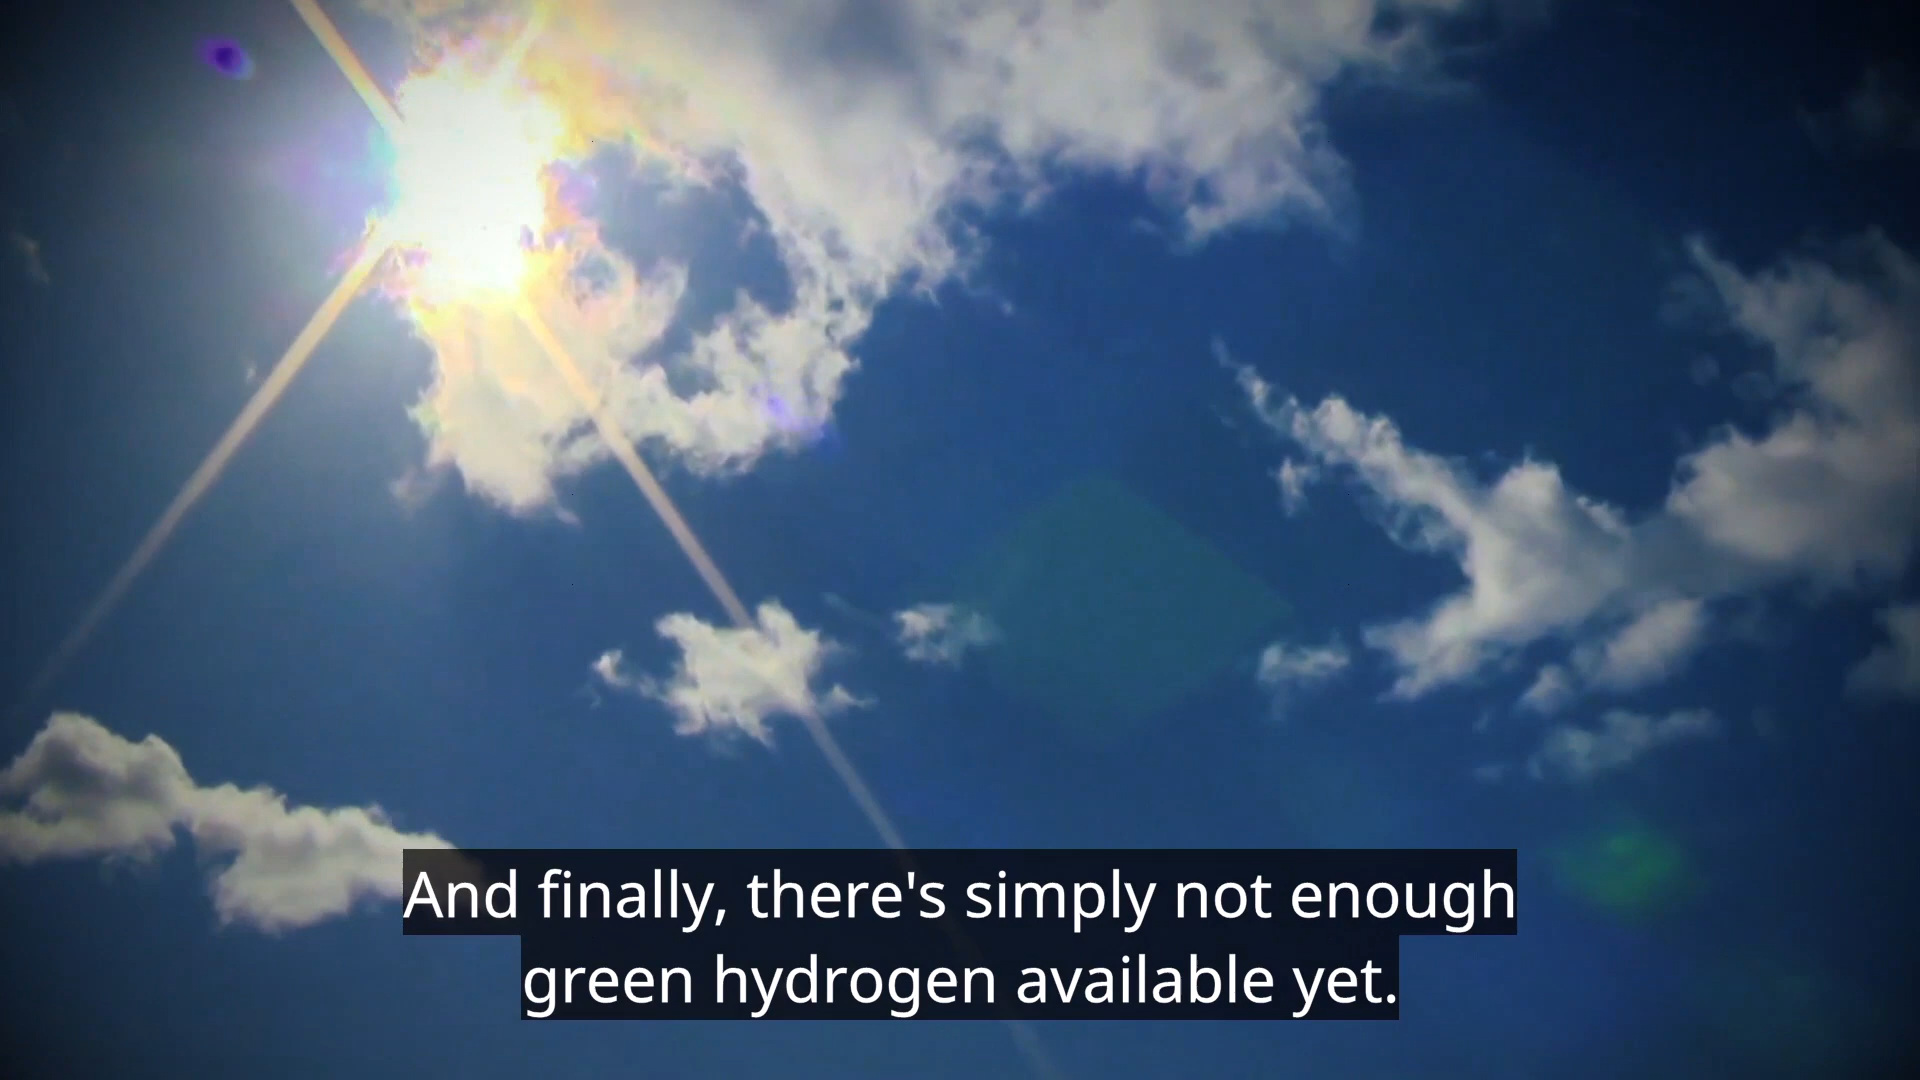 And finally, there's simply not enough
green hydrogen available yet.